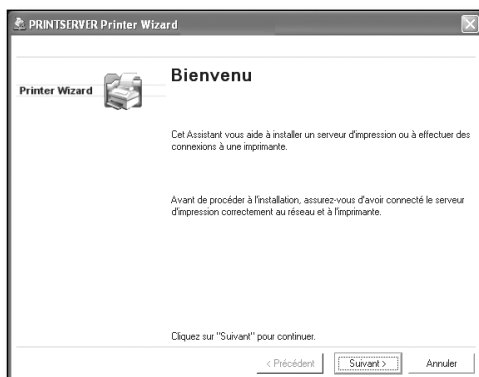 PRINTSERVER Printer Wizard
Printer Wizard
Bienvenu
Cet Assistant vous aide à installer un serveur d'impression ou à effectuer des
connexions à une imprimante.
Avant de procéder à l'installation, assurez-vous d'avoir connecté le serveur
d'impression correctement au réseau et à l'imprimante.
Cliquez sur "Suivant" pour continuer.
< Précédent
Suivant >
Annuler